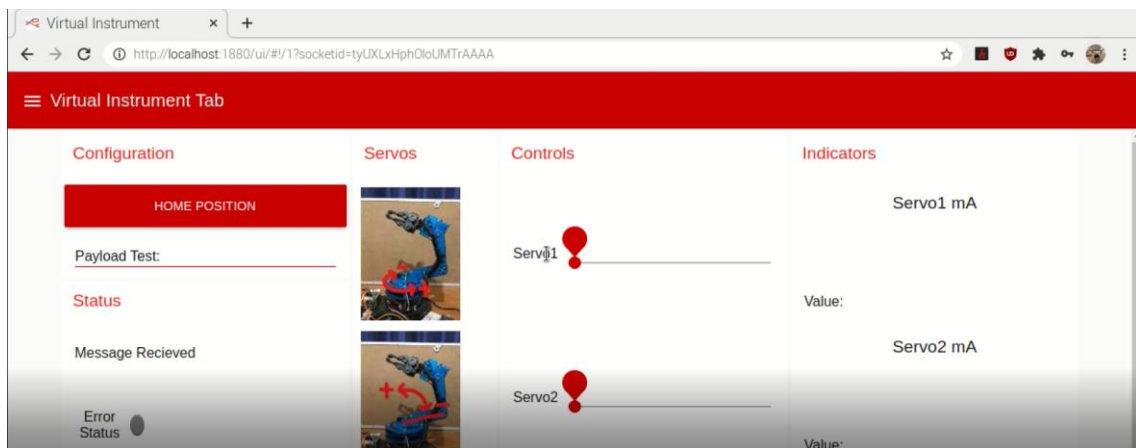 Virtual Instrument
http://localhost:1880/ui/#!/1?socketid=tyUXLxHphOloUMTrAAAA
Virtual Instrument Tab
Configuration
HOME POSITION
Payload Test:
Status
Message Recieved
Error
Status
Servos
Controls
Servo1
Servo2
Indicators
Servo1 mA
Value:
Servo2 mA
Value: